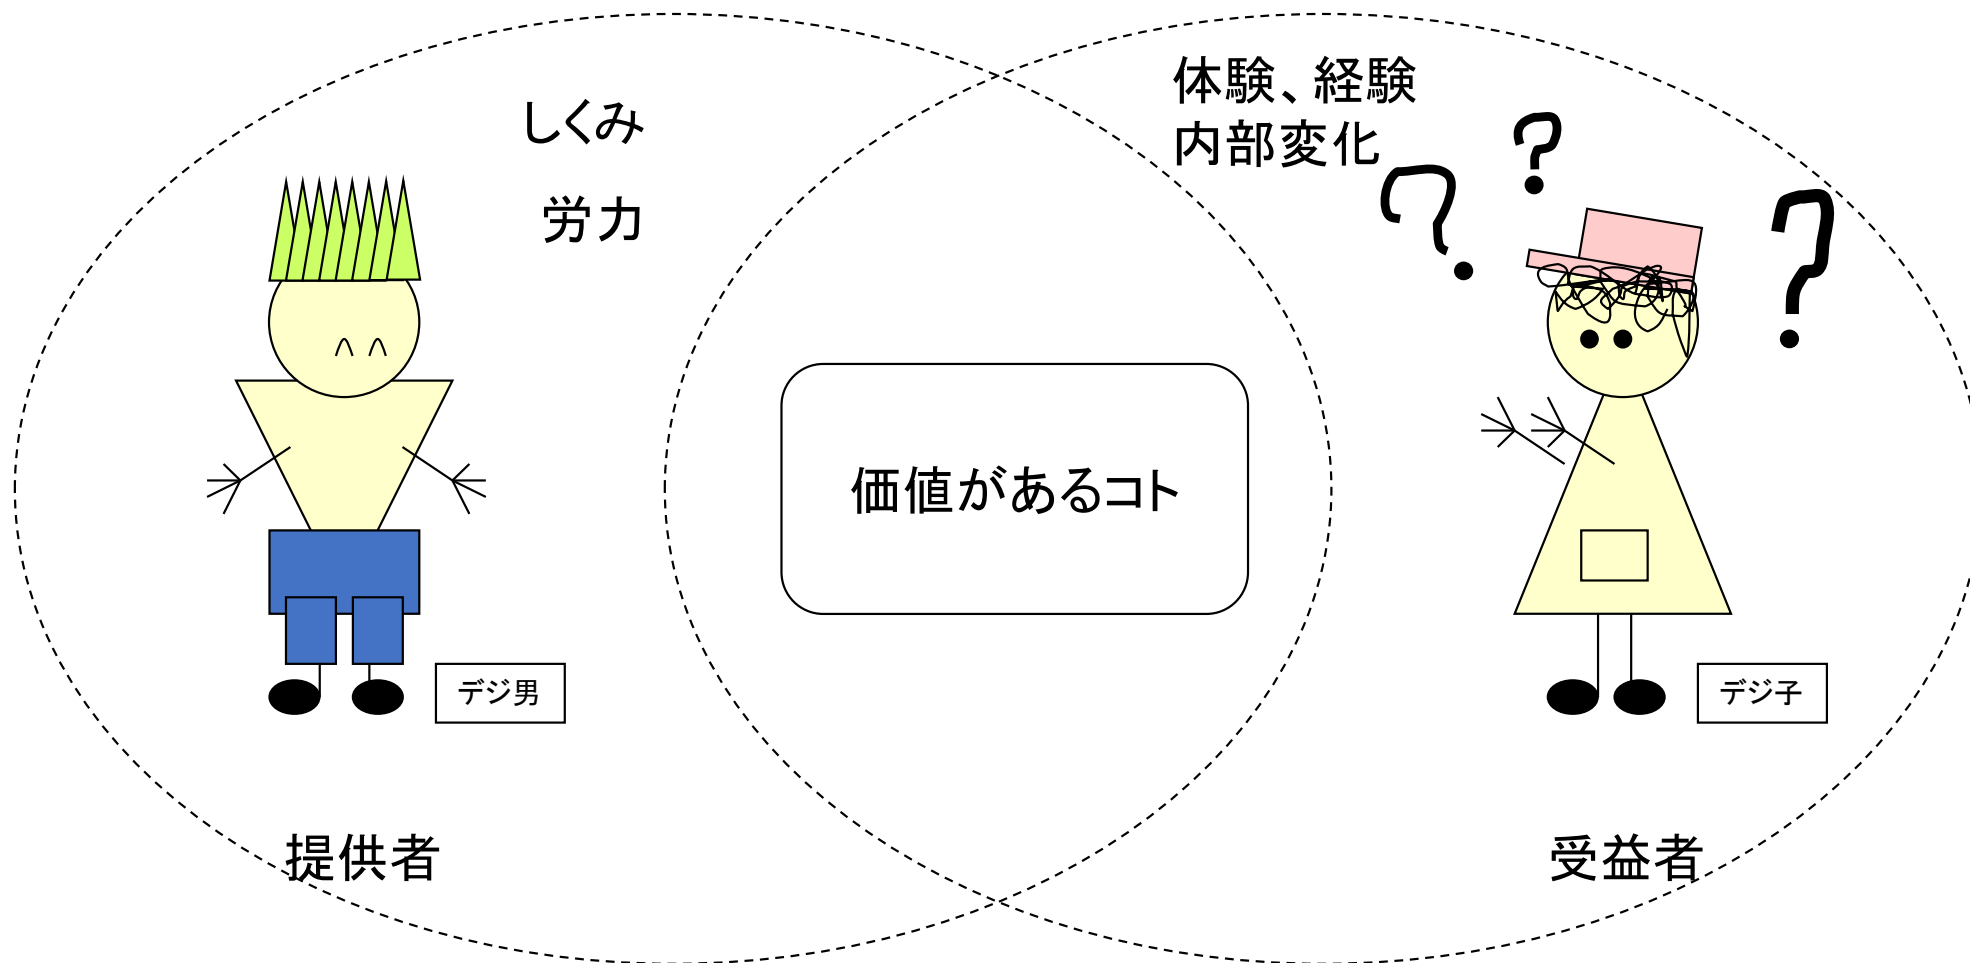 しくみ
労力
体験、経験
内部変化
?
?
?
価値があるコト
デジ男
デジ子
提供者
受益者